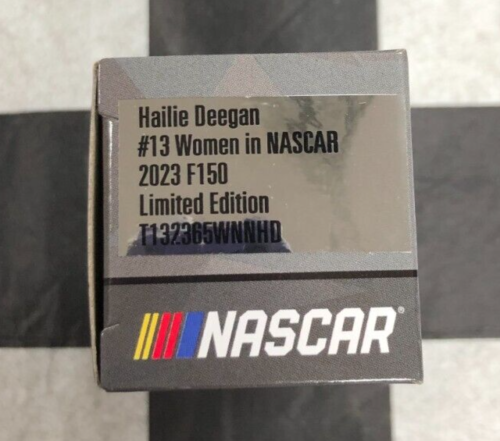 Hailie Deegan
#13 Women in NASCAR
2023 F150
Limited Edition
T132365WNNHD
NASCAR®